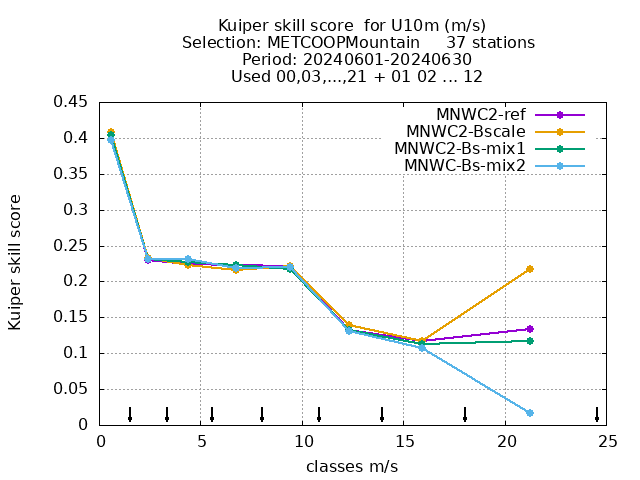 Kuiper skill score  for U10m (m/s)
Selection: METCOOPMountain     37 stations
Period: 20240601-20240630
Used 00,03,...,21 + 01 02 ... 12
MNWC2-ref
MNWC2-Bscale
MNWC2-Bs-mix1
MNWC-Bs-mix2
Kuiper skill score
0.45
0.4
0.35
0.3
0.25
0.2
0.15
0.1
0.05
0
0 5 10 15 20 25
classes m/s